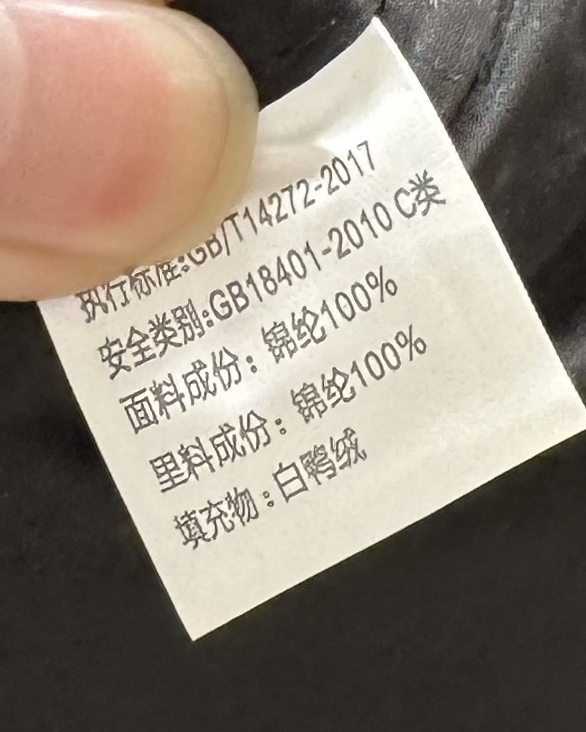 执行标准:GB/T14272-2017
安全类别:GB18401-2010 C类
面料成份：锦纶100%
里料成份：锦纶100%
填充物：白鸭绒